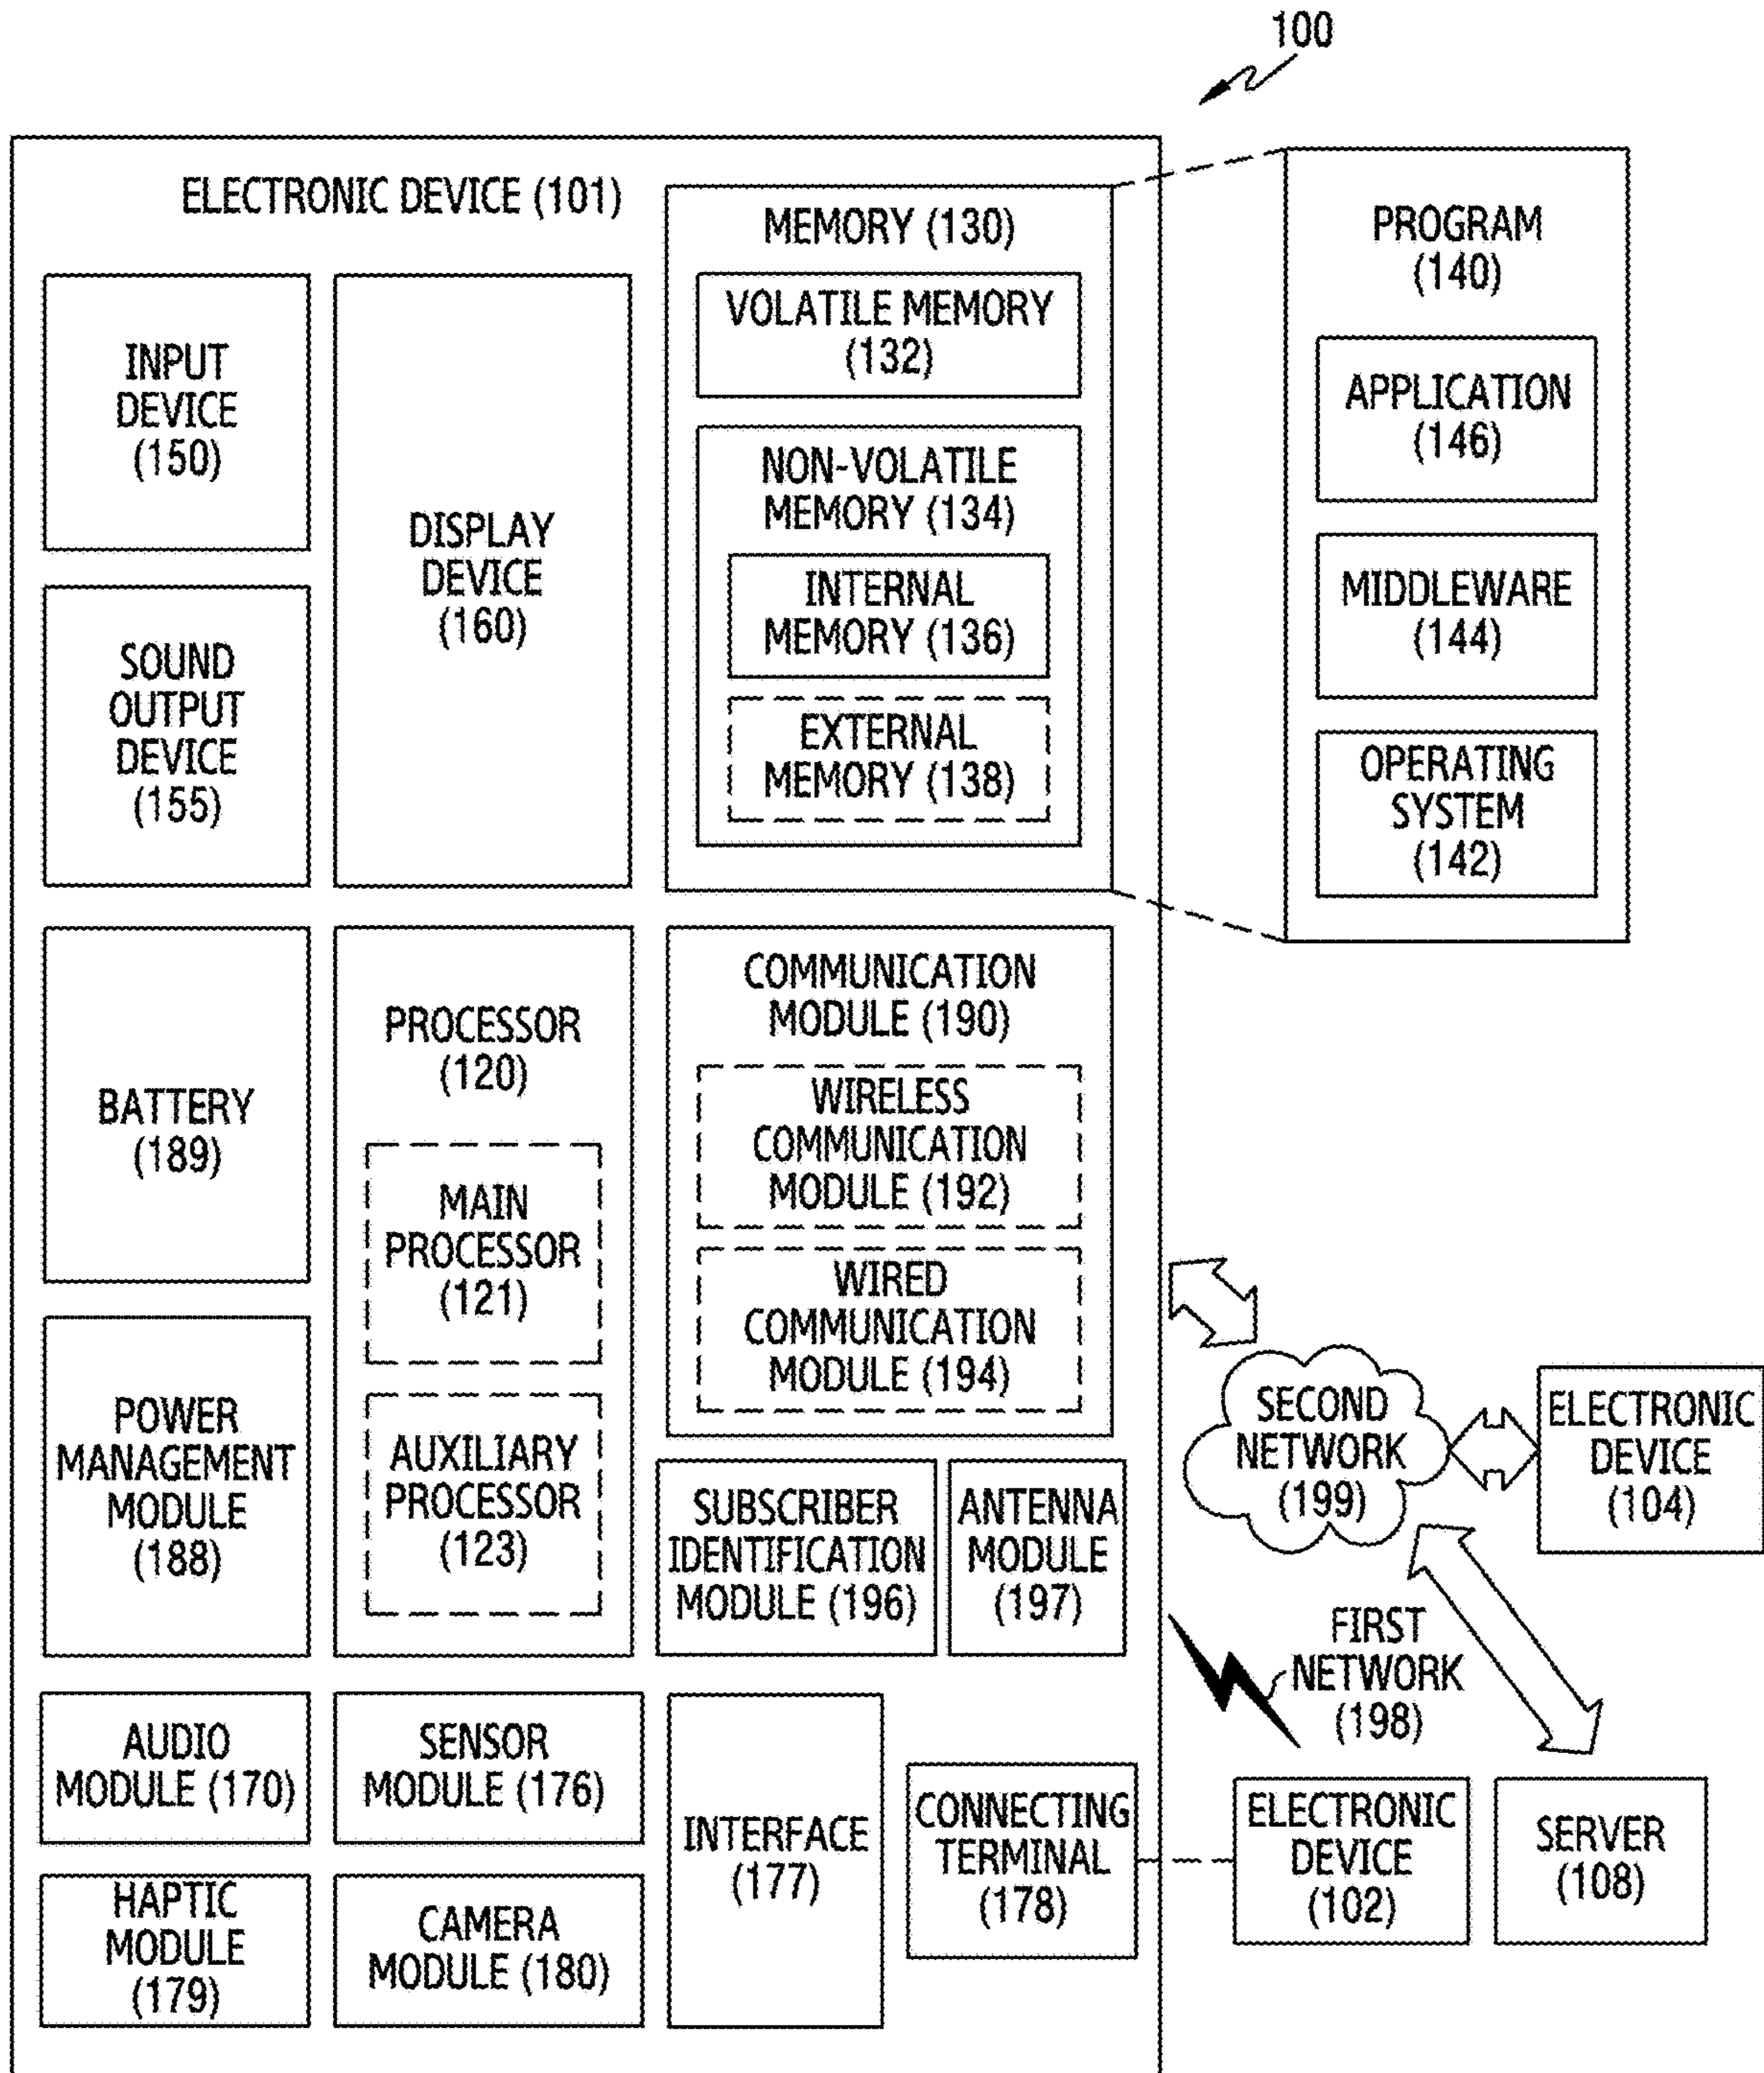 100
ELECTRONIC DEVICE (101)
INPUT
DEVICE
(150)
SOUND
OUTPUT
DEVICE
(155)
DISPLAY
DEVICE
(160)
MEMORY (130)
VOLATILE MEMORY
(132)
NON-VOLATILE
MEMORY (134)
INTERNAL
MEMORY (136)
EXTERNAL
MEMORY (138)
PROGRAM
(140)
APPLICATION
(146)
MIDDLEWARE
(144)
OPERATING
SYSTEM
(142)
BATTERY
(189)
POWER
MANAGEMENT
MODULE
(188)
PROCESSOR
(120)
MAIN
PROCESSOR
(121)
AUXILIARY
PROCESSOR
(123)
COMMUNICATION
MODULE (190)
WIRELESS
COMMUNICATION
MODULE (192)
WIRED
COMMUNICATION
MODULE (194)
SUBSCRIBER
IDENTIFICATION
MODULE (196)
ANTENNA
MODULE
(197)
SECOND
NETWORK
(199)
ELECTRONIC
DEVICE
(104)
FIRST
NETWORK
(198)
AUDIO
MODULE (170)
SENSOR
MODULE (176)
HAPTIC
MODULE
(179)
CAMERA
MODULE (180)
INTERFACE
(177)
CONNECTING
TERMINAL
(178)
ELECTRONIC
DEVICE
(102)
SERVER
(108)